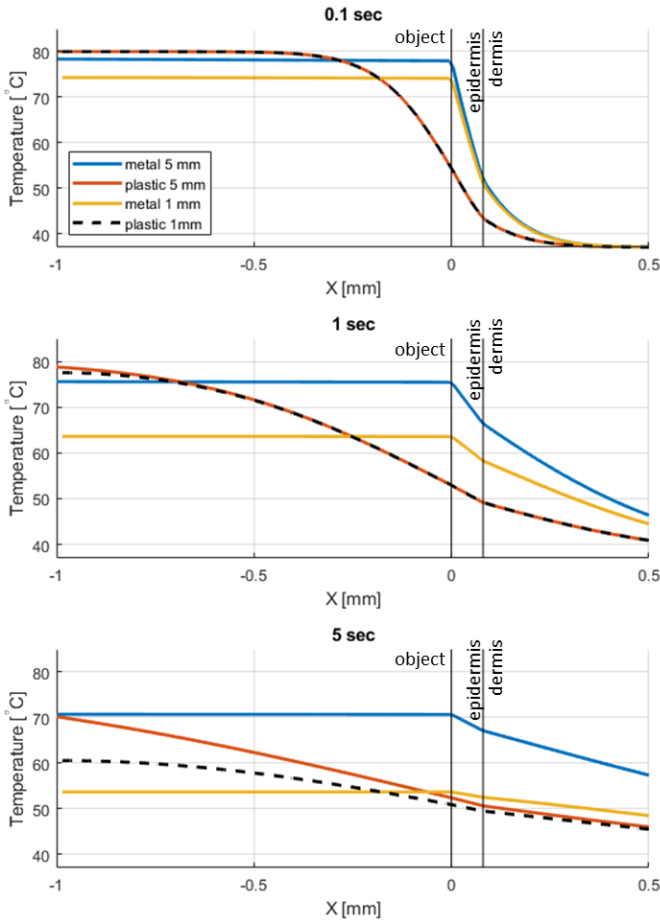 0.1 sec
object
epidermis
dermis
Temperature [ °C]
80
70
60
50
40
metal 5 mm
plastic 5 mm
metal 1 mm
plastic 1mm
-1
-0.5
0
0.5
X [mm]
1 sec
object
epidermis
dermis
Temperature [ °C]
80
70
60
50
40
-1
-0.5
0
0.5
X [mm]
5 sec
object
epidermis
dermis
Temperature [ °C]
80
70
60
50
40
-1
-0.5
0
0.5
X [mm]